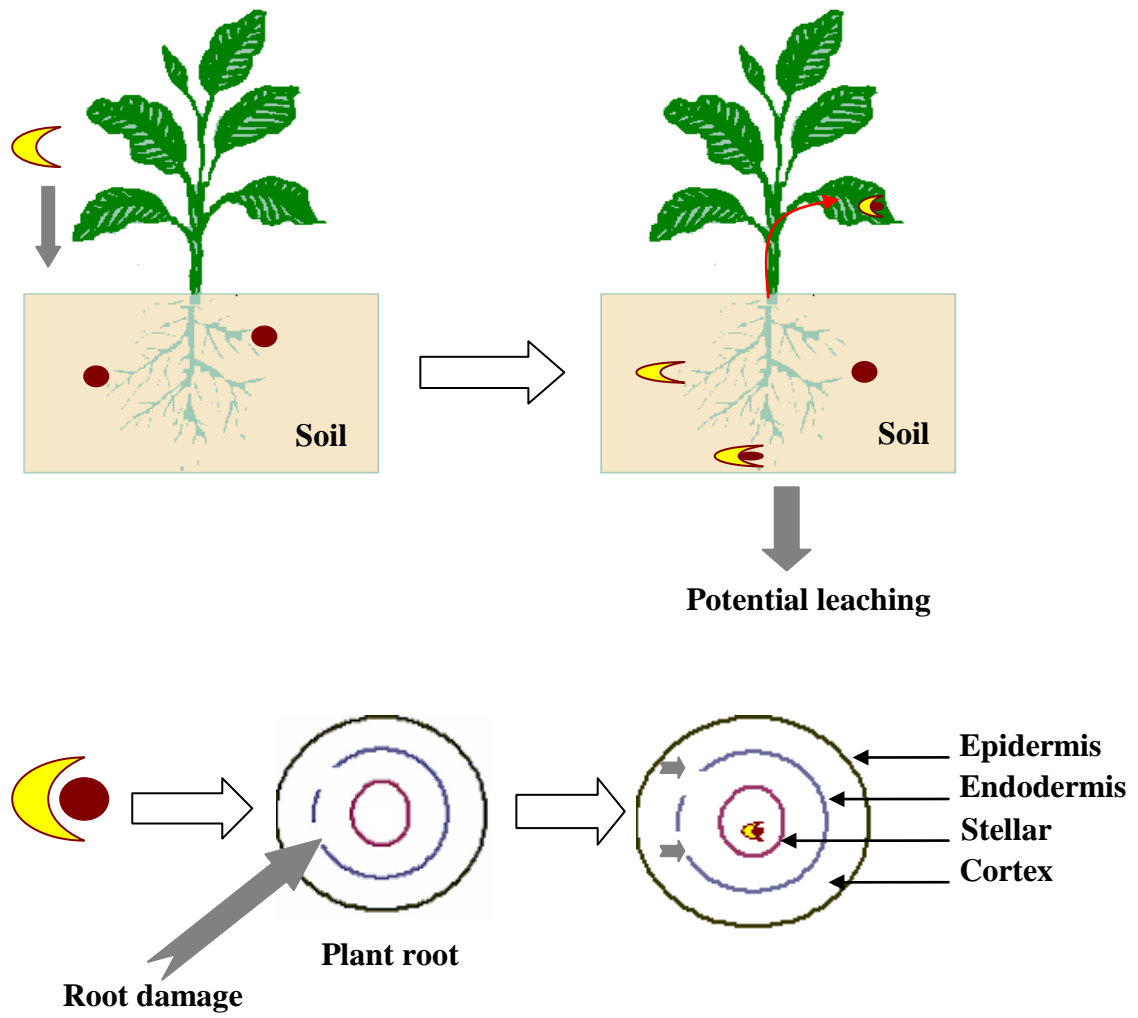 Soil
Soil
Potential leaching
Epidermis
Endodermis
Stellar
Cortex
Plant root
Root damage